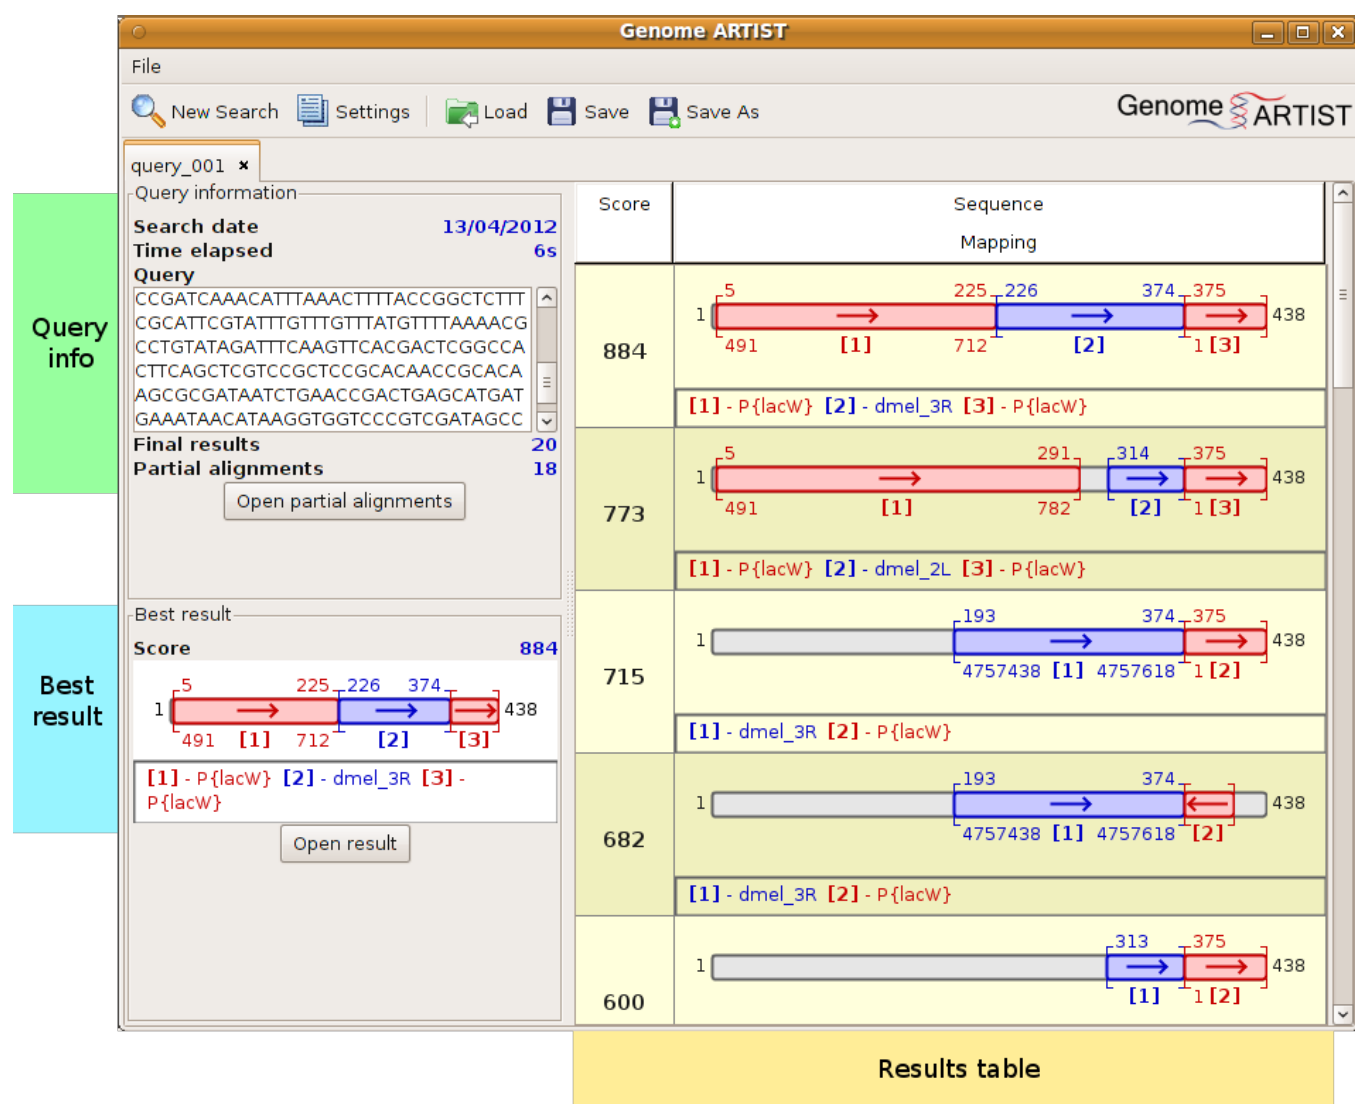 Genome ARTIST
File
New Search Settings Load Save Save As
Genome ARTIST
query_001
Query information
Search date 13/04/2012
Time elapsed 6s
Query
CCGATCAAACATTTAAACTTTTACCGGCTCTTT
CGCATTCGTATTTGTTTGTTTATGTTTTAAAACG
CCTGTATAGATTTCAAGTTCACGACTCGGCCA
CTTCAGCTCGTCCGCTCCGCACAACCGCACA
AGCGCGATAATCTGAACCGACTGAGCATGAT
GAAATAACATAAGGTGGTCCCGTCGATAGCC
Final results 20
Partial alignments 18
Open partial alignments
Query
info
Best result
Score 884
5 225 226 374
1 438
491 [1] 712 [2] [3]
[1] - P{lacW} [2] - dmel_3R [3] -
P{lacW}
Open result
Best
result
Score Sequence
Mapping
884
5 225 226 374 375
1 438
491 [1] 712 [2] 1 [3]
[1] - P{lacW} [2] - dmel_3R [3] - P{lacW}
773
5 291 314 375
1 438
491 [1] 782 [2] 1 [3]
[1] - P{lacW} [2] - dmel_2L [3] - P{lacW}
715
193 374 375
1 438
4757438 [1] 4757618 1 [2]
[1] - dmel_3R [2] - P{lacW}
682
193 374
1 438
4757438 [1] 4757618 [2]
[1] - dmel_3R [2] - P{lacW}
600
313 375
1 438
[1] 1 [2]
Results table